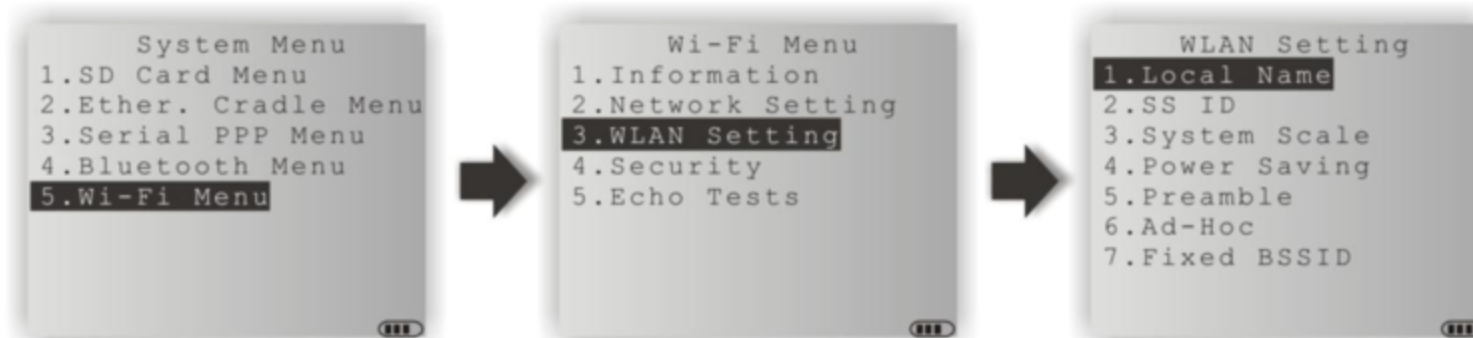 System Menu
1.SD Card Menu
2.Ether. Cradle Menu
3.Serial PPP Menu
4.Bluetooth Menu
5.Wi-Fi Menu
Wi-Fi Menu
1.Information
2.Network Setting
3.WLAN Setting
4.Security
5.Echo Tests
WLAN Setting
1.Local Name
2.SS ID
3.System Scale
4.Power Saving
5.Preamble
6.Ad-Hoc
7.Fixed BSSID